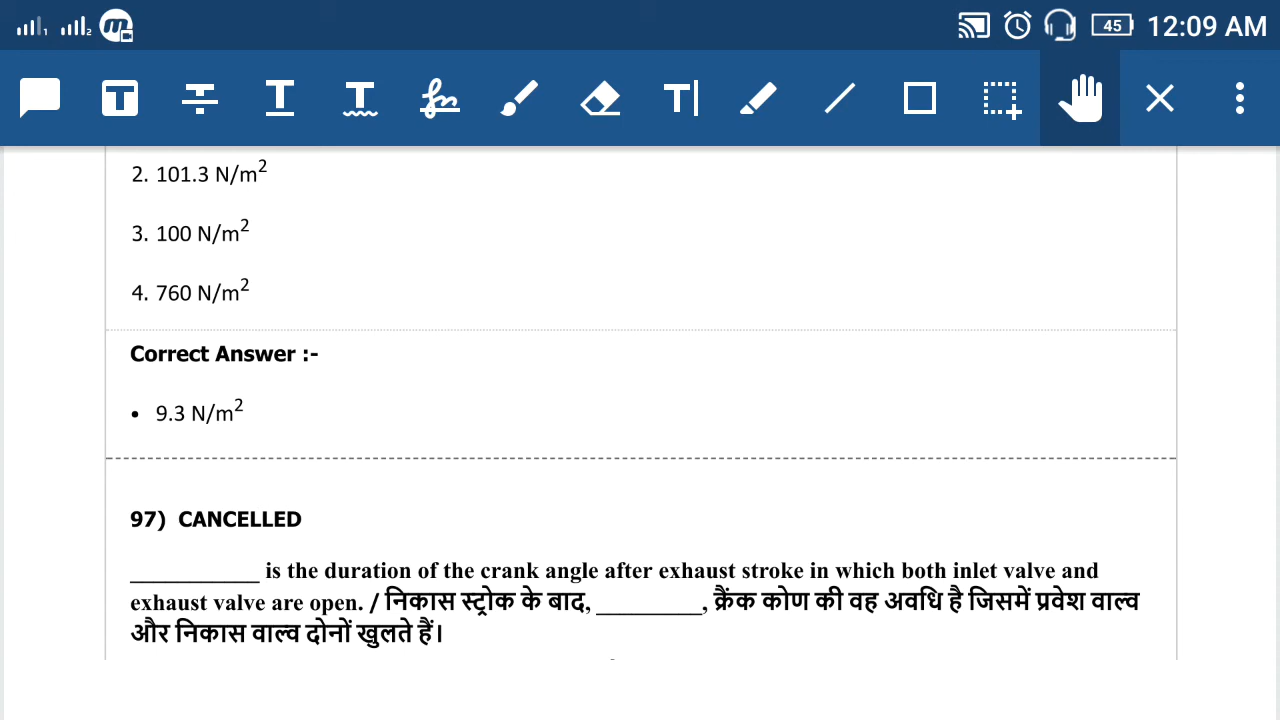 45 12:09 AM
2. 101.3 N/m²
3. 100 N/m²
4. 760 N/m²
Correct Answer :-
• 9.3 N/m²
97) CANCELLED
___________ is the duration of the crank angle after exhaust stroke in which both inlet valve and
exhaust valve are open. / निकास स्ट्रोक के बाद, _________, क्रैंक कोण की वह अवधि है जिसमें प्रवेश वाल्व
और निकास वाल्व दोनों खुलते हैं।